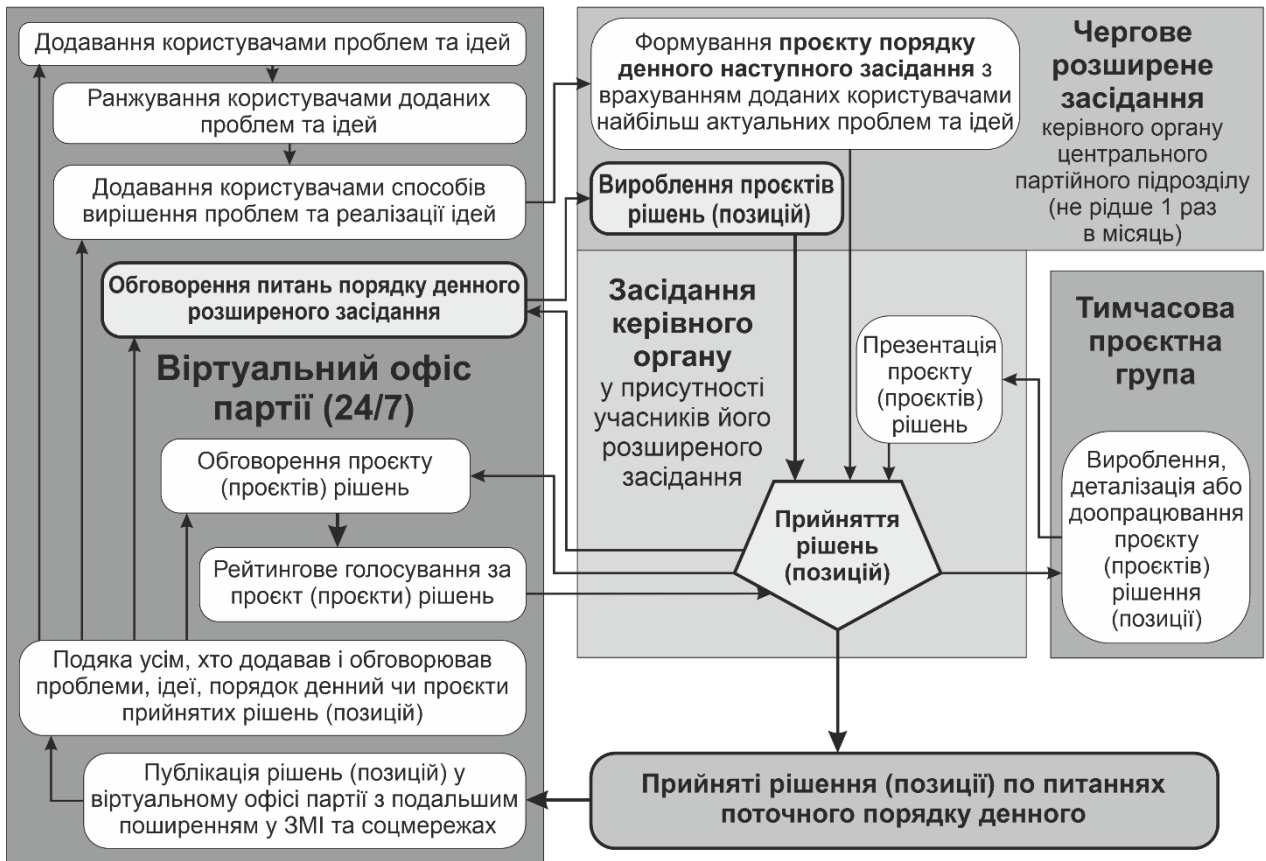 Додавання користувачами проблем та ідей
Ранжування користувачами доданих
проблем та ідей
Додавання користувачами способів
вирішення проблем та реалізації ідей
Обговорення питань порядку денного
розширеного засідання
Віртуальний офіс
партії (24/7)
Обговорення проєкту
(проєктів) рішень
Рейтингове голосування за
проєкт (проєкти) рішень
Подяка усім, хто додавав і обговорював
проблеми, ідеї, порядок денний чи проєкти
прийнятих рішень (позицій)
Публікація рішень (позицій) у
віртуальному офісі партії з подальшим
поширенням у ЗМІ та соцмережах
Формування проєкту порядку
денного наступного засідання з
врахуванням доданих користувачами
найбільш актуальних проблем та ідей
Вироблення проєктів
рішень (позицій)
Чергове
розширене
засідання
керівного органу
центрального
партійного підрозділу
(не рідше 1 раз
в місяць)
Засідання
керівного
органу
у присутності
учасників його
розширеного
засідання
Презентація
проєкту
(проєктів)
рішень
Прийняття
рішень
(позицій)
Тимчасова
проєктна
група
Вироблення,
деталізація або
доопрацювання
проєкту
(проєктів)
рішення
(позиції)
Прийняті рішення (позиції) по питаннях
поточного порядку денного